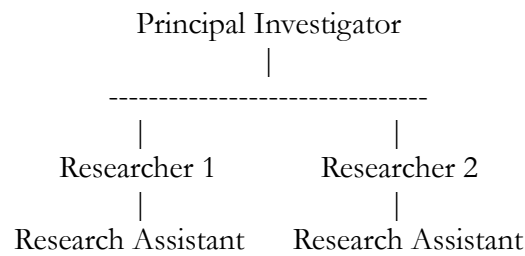 Principal Investigator
|
--------------------------------
| |
Researcher 1 Researcher 2
| |
Research Assistant Research Assistant